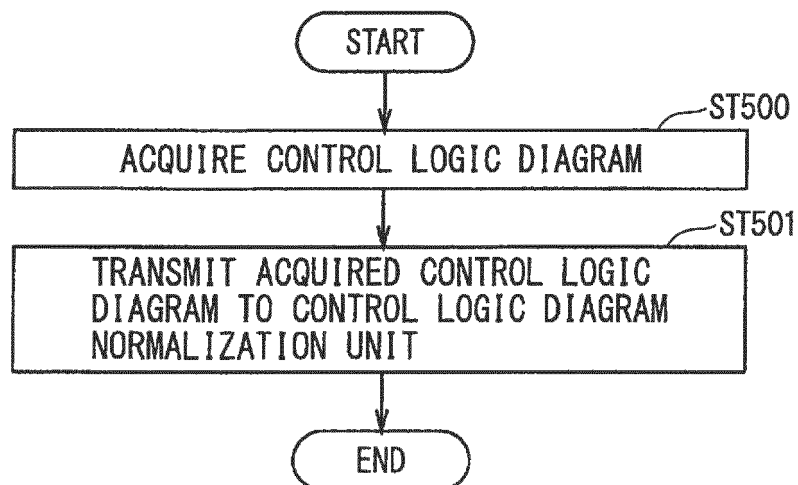 START
ST500
ACQUIRE CONTROL LOGIC DIAGRAM
ST501
TRANSMIT ACQUIRED CONTROL LOGIC
DIAGRAM TO CONTROL LOGIC DIAGRAM
NORMALIZATION UNIT
END